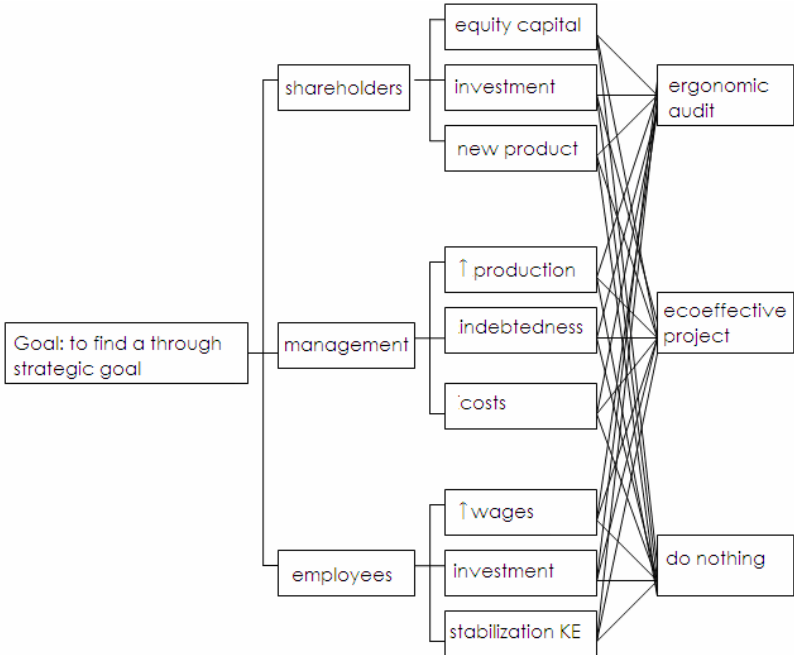 equity capital
shareholders
investment
new product
ergonomic
audit
↑ production
Goal: to find a through
strategic goal
management
indebtedness
costs
ecoeffective
project
↑ wages
employees
investment
stabilization KE
do nothing